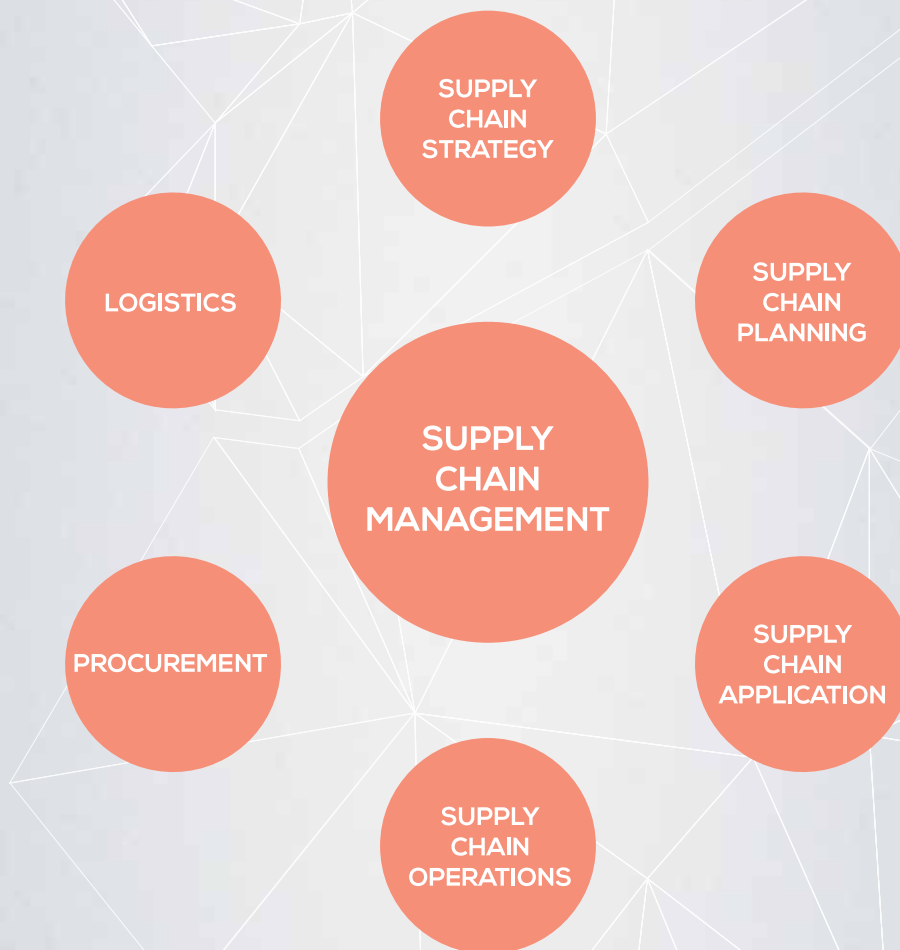 SUPPLY
CHAIN
STRATEGY
LOGISTICS
SUPPLY
CHAIN
PLANNING
SUPPLY
CHAIN
MANAGEMENT
PROCUREMENT
SUPPLY
CHAIN
APPLICATION
SUPPLY
CHAIN
OPERATIONS